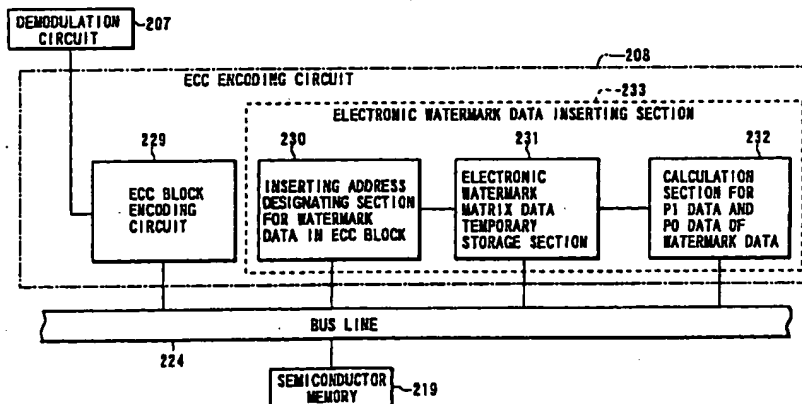 DEMODULATION
CIRCUIT
207
208
ECC ENCODING CIRCUIT
233
ELECTRONIC WATERMARK DATA INSERTING SECTION
229
230
231
232
ECC BLOCK
ENCODING
CIRCUIT
INSERTING ADDRESS
DESIGNATING SECTION
FOR WATERMARK
DATA IN ECC BLOCK
ELECTRONIC
WATERMARK
MATRIX DATA
TEMPORARY
STORAGE SECTION
CALCULATION
SECTION FOR
PI DATA AND
PO DATA OF
WATERMARK DATA
BUS LINE
224
SEMICONDUCTOR
MEMORY
219